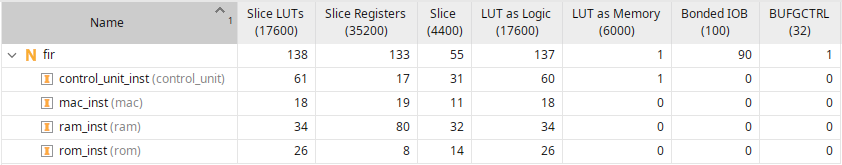 Name 1 Slice LUTs (17600) Slice Registers (35200) Slice (4400) LUT as Logic (17600) LUT as Memory (6000) Bonded IOB (100) BUFGCTRL (32)
N fir 138 133 55 137 1 90 1
I control_unit_inst (control_unit) 61 17 31 60 1 0 0
I mac_inst (mac) 18 19 11 18 0 0 0
I ram_inst (ram) 34 80 32 34 0 0 0
I rom_inst (rom) 26 8 14 26 0 0 0